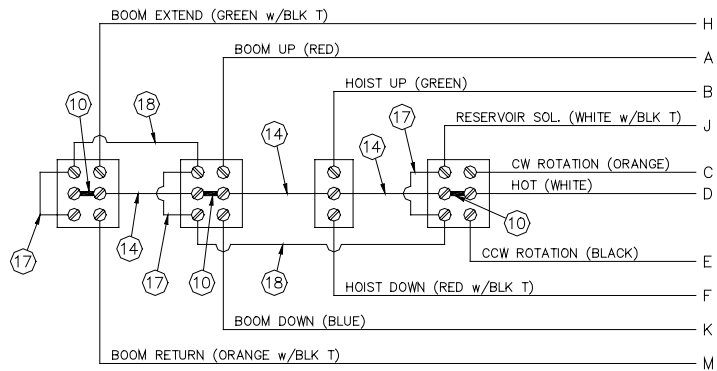 BOOM EXTEND (GREEN w/BLK T)
H
BOOM UP (RED)
A
HOIST UP (GREEN)
B
10
18
17
RESERVOIR SOL. (WHITE w/BLK T)
J
14
14
CW ROTATION (ORANGE)
C
HOT (WHITE)
D
10
17
14
17
10
18
CCW ROTATION (BLACK)
E
HOIST DOWN (RED w/BLK T)
F
BOOM DOWN (BLUE)
K
BOOM RETURN (ORANGE w/BLK T)
M